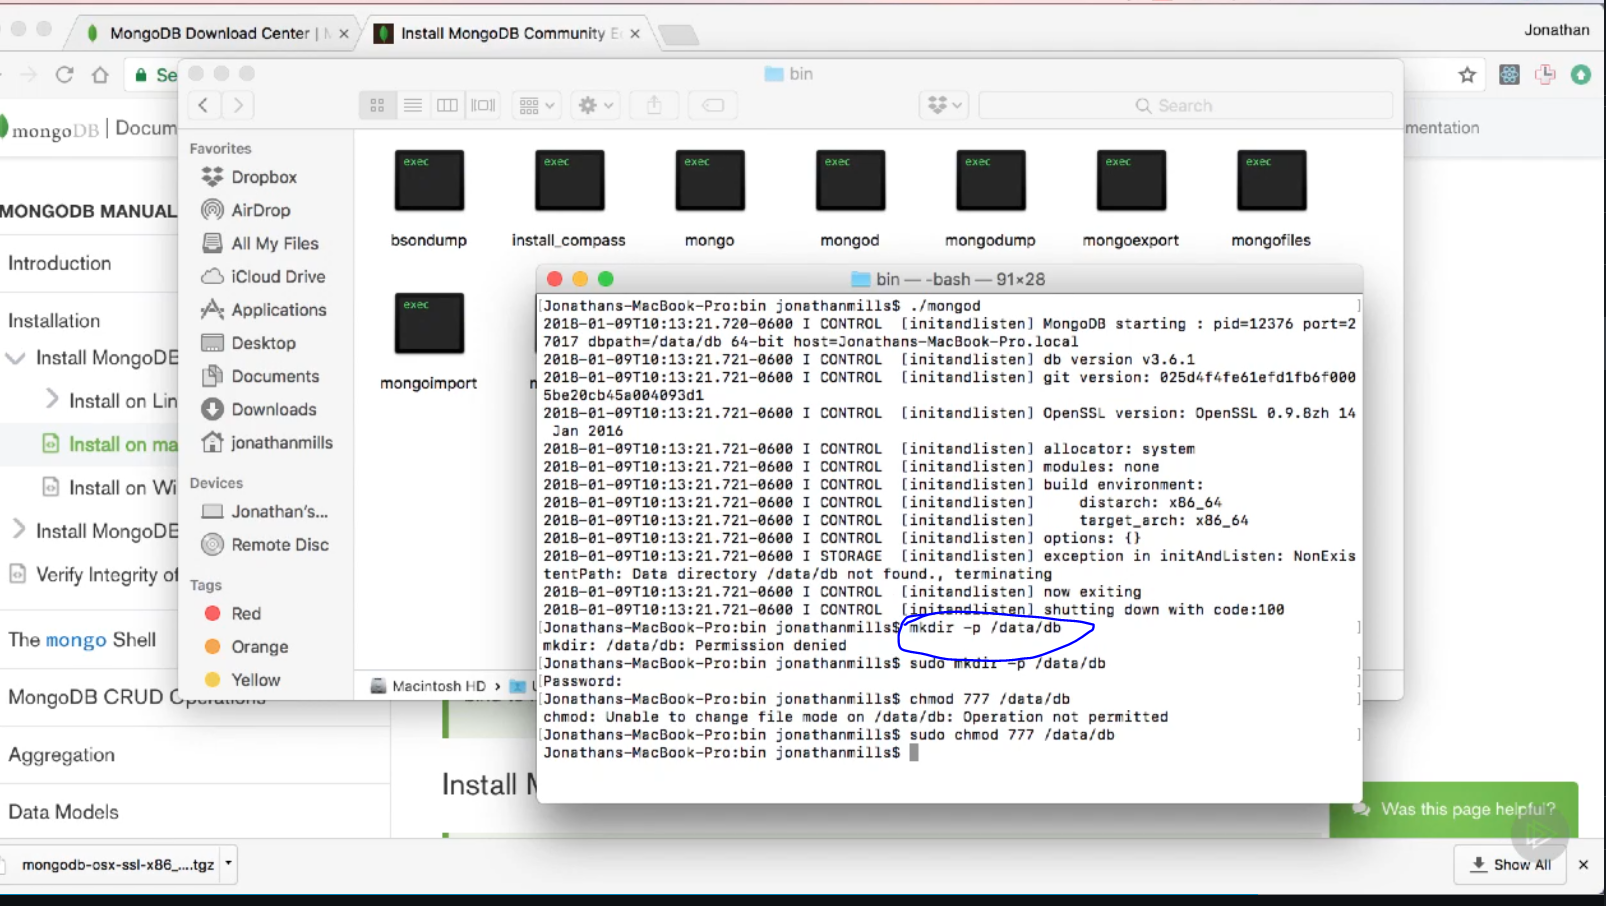 MongoDB Download Center | M
Install MongoDB Community Ed
Jonathan
Se
bin
Search
mongoDB | Docum
mentation
MONGODB MANUAL
Introduction
Installation
Install MongoDB
Install on Lin
Install on ma
Install on Wi
Install MongoDB
Verify Integrity of
The mongo Shell
MongoDB CRUD Operations
Aggregation
Data Models
Favorites
Dropbox
AirDrop
All My Files
iCloud Drive
Applications
Desktop
Documents
Downloads
jonathanmills
Devices
Jonathan's...
Remote Disc
Tags
Red
Orange
Yellow
exec exec exec exec exec exec exec
bsondump install_compass mongo mongod mongodump mongoexport mongofiles
exec
mongoimport m
Macintosh HD › U
bin — -bash — 91×28
[Jonathans-MacBook-Pro:bin jonathanmills$ ./mongod ]
2018-01-09T10:13:21.720-0600 I CONTROL [initandlisten] MongoDB starting : pid=12376 port=2
7017 dbpath=/data/db 64-bit host=Jonathans-MacBook-Pro.local
2018-01-09T10:13:21.721-0600 I CONTROL [initandlisten] db version v3.6.1
2018-01-09T10:13:21.721-0600 I CONTROL [initandlisten] git version: 025d4f4fe61efd1fb6f000
5be20cb45a004093d1
2018-01-09T10:13:21.721-0600 I CONTROL [initandlisten] OpenSSL version: OpenSSL 0.9.8zh 14
Jan 2016
2018-01-09T10:13:21.721-0600 I CONTROL [initandlisten] allocator: system
2018-01-09T10:13:21.721-0600 I CONTROL [initandlisten] modules: none
2018-01-09T10:13:21.721-0600 I CONTROL [initandlisten] build environment:
2018-01-09T10:13:21.721-0600 I CONTROL [initandlisten] distarch: x86_64
2018-01-09T10:13:21.721-0600 I CONTROL [initandlisten] target_arch: x86_64
2018-01-09T10:13:21.721-0600 I CONTROL [initandlisten] options: {}
2018-01-09T10:13:21.721-0600 I STORAGE [initandlisten] exception in initAndListen: NonExis
tentPath: Data directory /data/db not found., terminating
2018-01-09T10:13:21.721-0600 I CONTROL [initandlisten] now exiting
2018-01-09T10:13:21.721-0600 I CONTROL [initandlisten] shutting down with code:100
[Jonathans-MacBook-Pro:bin jonathanmills$ mkdir -p /data/db ]
mkdir: /data/db: Permission denied
[Jonathans-MacBook-Pro:bin jonathanmills$ sudo mkdir -p /data/db ]
[Password: ]
[Jonathans-MacBook-Pro:bin jonathanmills$ chmod 777 /data/db ]
chmod: Unable to change file mode on /data/db: Operation not permitted
[Jonathans-MacBook-Pro:bin jonathanmills$ sudo chmod 777 /data/db ]
Jonathans-MacBook-Pro:bin jonathanmills$
Install M
Was this page helpful?
mongodb-osx-ssl-x86_....tgz
Show All